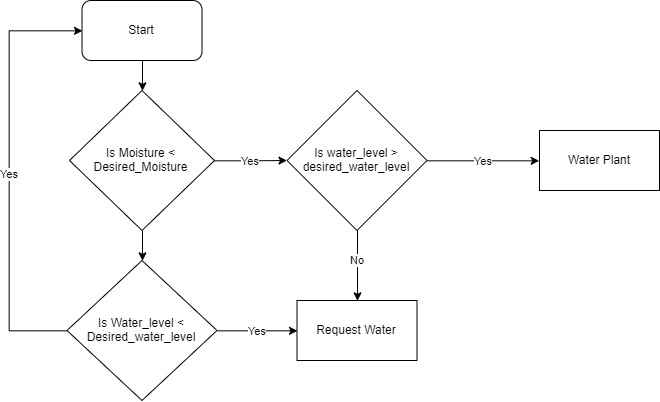 Start
Yes
Is Moisture <
Desired_Moisture
Yes
Is water_level >
desired_water_level
Yes
Water Plant
No
Is Water_level <
Desired_water_level
Yes
Request Water